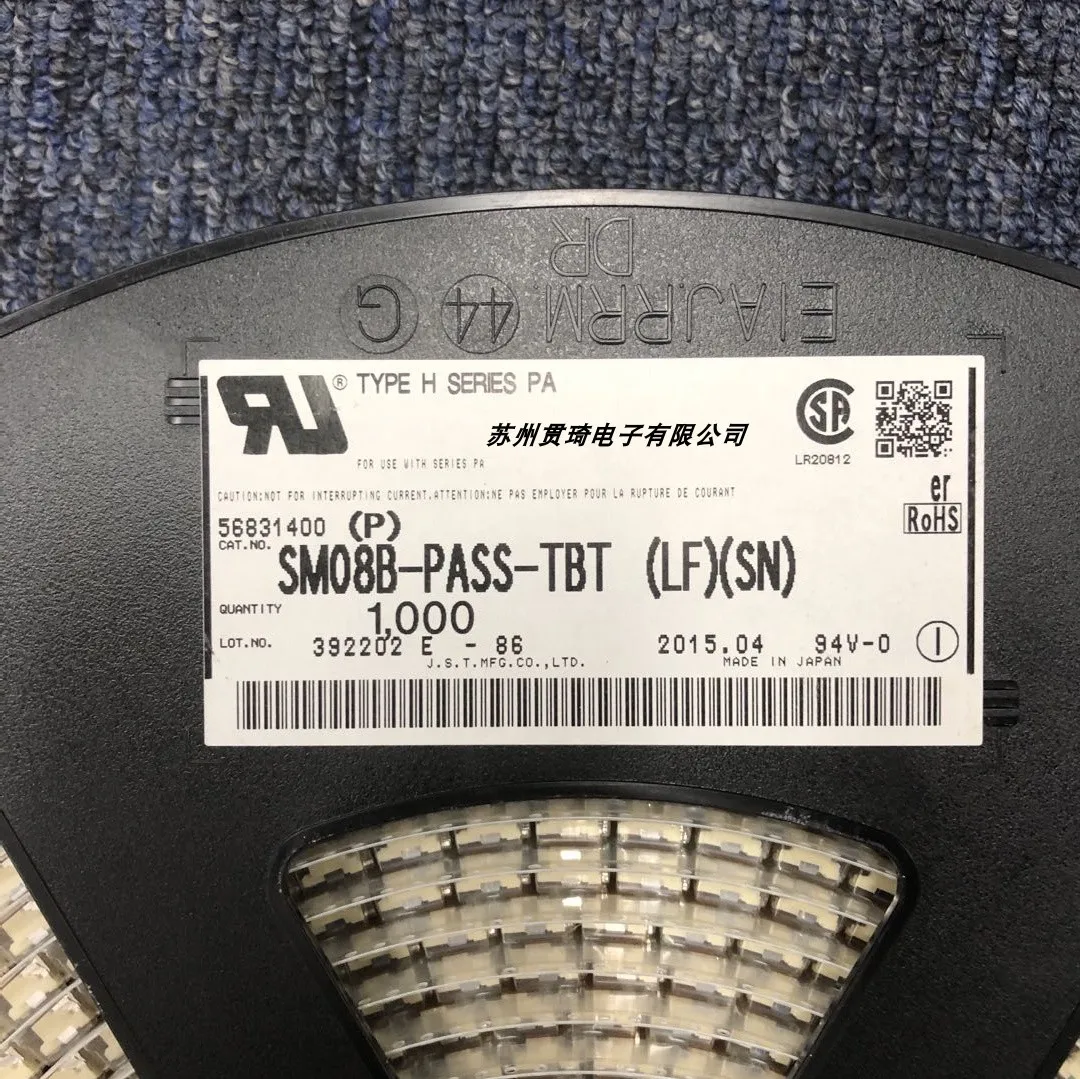 EIAJ.RRM. 44 G
DR
RU ® TYPE H SERIES PA
苏州贯琦电子有限公司
SA
LR20812
FOR USE WITH SERIES PA
CAUTION:NOT FOR INTERRUPTING CURRENT.ATTENTION:NE PAS EMPLOYER POUR LA RUPTURE DE COURANT
er
RoHS
56831400 (P)
CAT.NO. SM08B-PASS-TBT (LF)(SN)
QUANTITY 1,000
LOT.NO. 392202 E - 86 2015.04 94V-0 I
J.S.T.MFG.CO.,LTD. MADE IN JAPAN